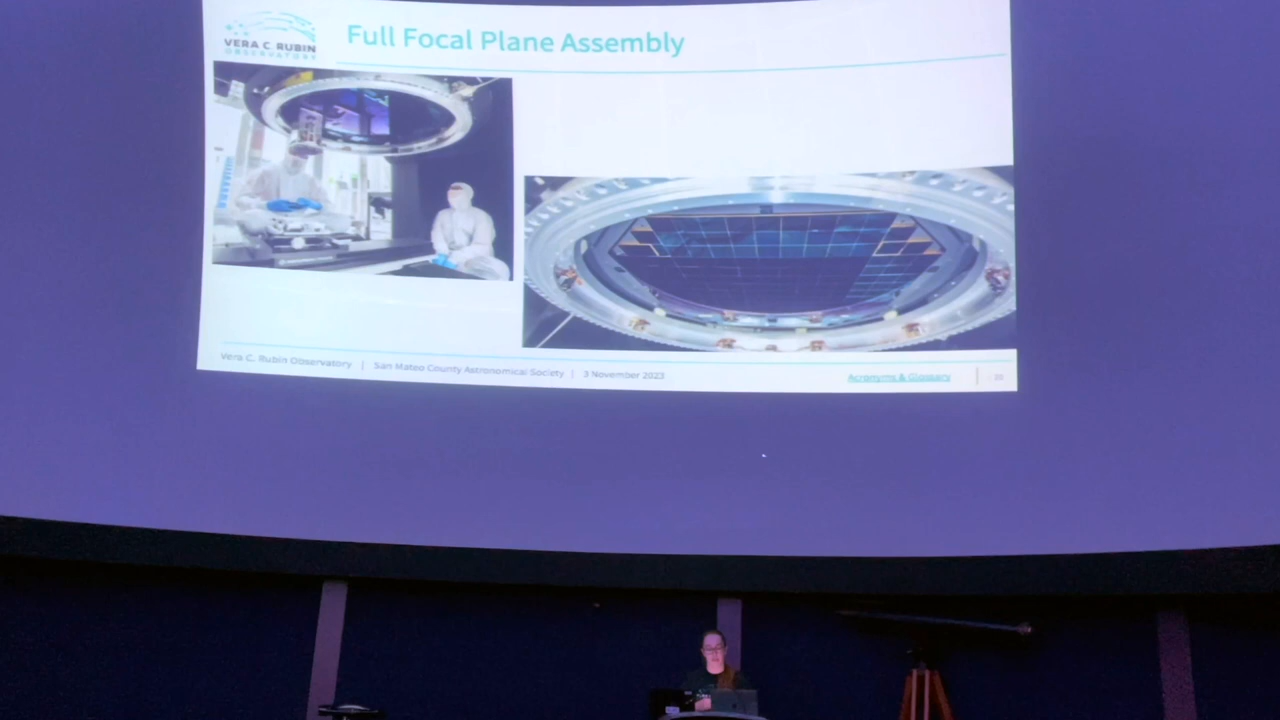 VERA C. RUBIN
OBSERVATORY
Full Focal Plane Assembly
Vera C. Rubin Observatory | San Mateo County Astronomical Society | 3 November 2023
Acronyms & Glossary
20